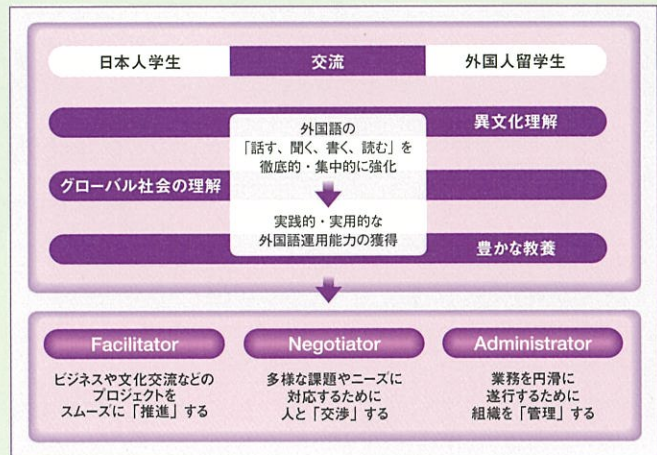 日本人学生
交流
外国人留学生
異文化理解
外国語の
「話す、聞く、書く、読む」を
徹底的・集中的に強化
グローバル社会の理解
実践的・実用的な
外国語運用能力の獲得
豊かな教養
Facilitator
ビジネスや文化交流などの
プロジェクトを
スムーズに「推進」する
Negotiator
多様な課題やニーズに
対応するために
人と「交渉」する
Administrator
業務を円滑に
遂行するために
組織を「管理」する